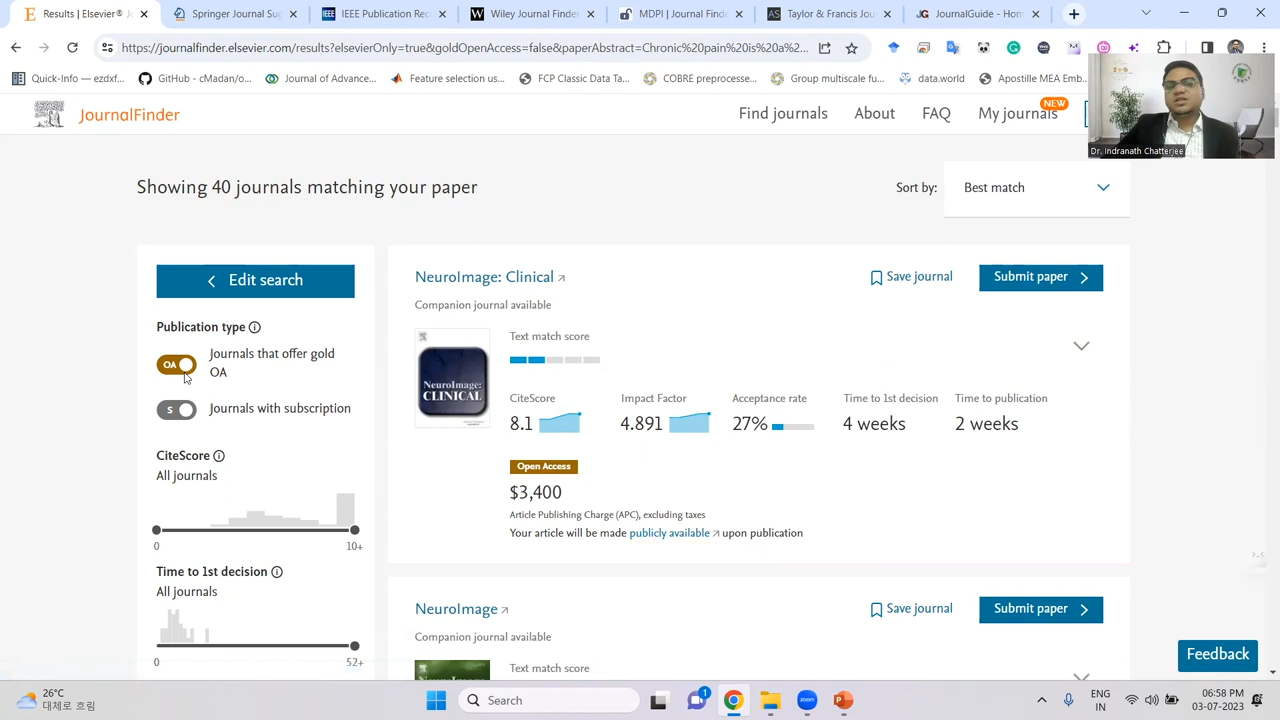 Results | Elsevier® J
Springer Journal Sug
IEEE Publication Rec
Wiley Journal Finder
MDPI | Journal Find
Taylor & Francis Jou
JournalGuide - Hom
https://journalfinder.elsevier.com/results?elsevierOnly=true&goldOpenAccess=false&paperAbstract=Chronic%20pain%20is%20a%2...
Quick-Info — ezdxf...
GitHub - cMadan/o...
Journal of Advance...
Feature selection us...
FCP Classic Data Ta...
COBRE preprocesse...
Group multiscale fu...
data.world
Apostille MEA Emb...
JournalFinder
Find journals
About
FAQ
My journals
NEW
Dr. Indranath Chatterjee
Showing 40 journals matching your paper
Sort by:
Best match
Edit search
Publication type
OA
Journals that offer gold
OA
S
Journals with subscription
CiteScore
All journals
0
10+
Time to 1st decision
All journals
0
52+
NeuroImage: Clinical
Save journal
Submit paper
Companion journal available
NeuroImage:
CLINICAL
Text match score
CiteScore
Impact Factor
Acceptance rate
Time to 1st decision
Time to publication
8.1
4.891
27%
4 weeks
2 weeks
Open Access
$3,400
Article Publishing Charge (APC), excluding taxes
Your article will be made publicly available upon publication
NeuroImage
Save journal
Submit paper
Companion journal available
Text match score
Feedback
26°C
대체로 흐림
Search
1
ENG
IN
06:58 PM
03-07-2023